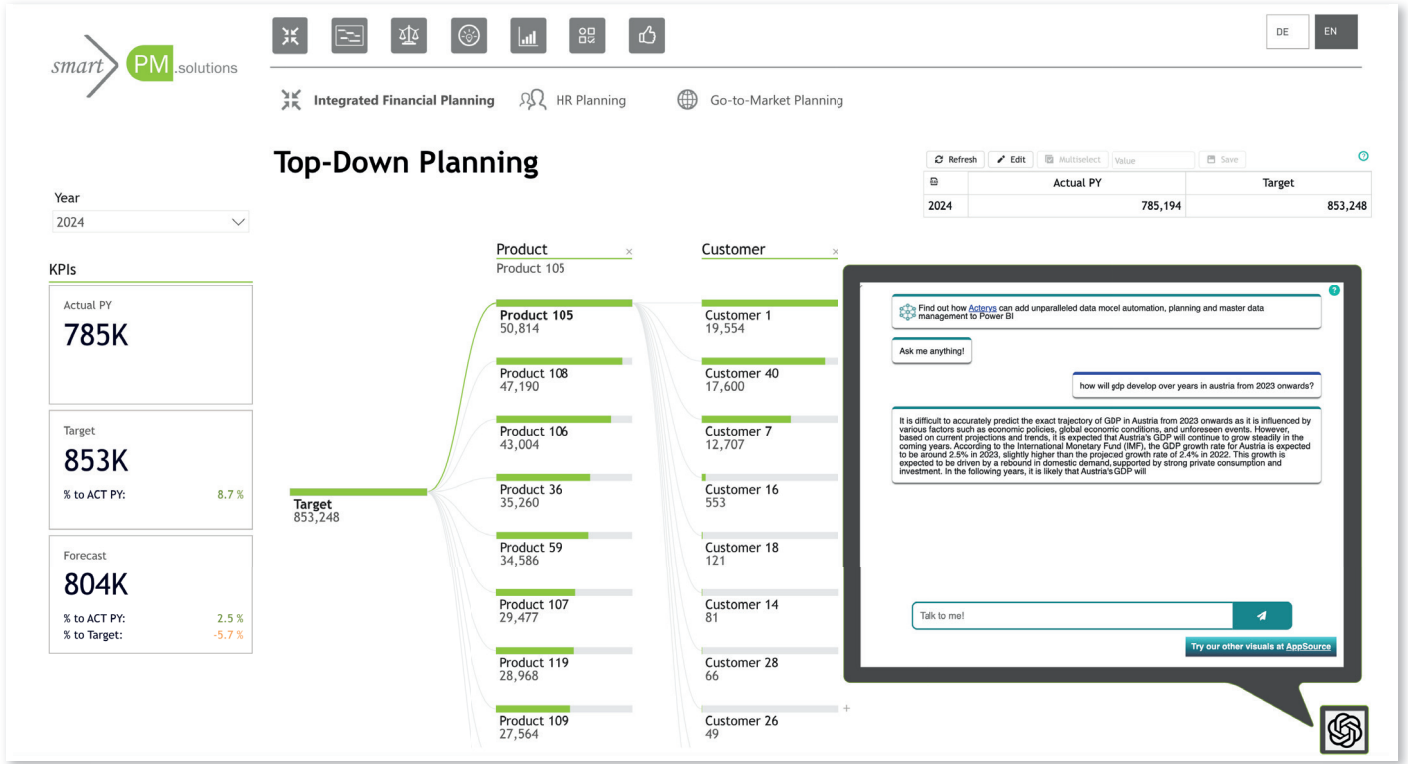 smart PM .solutions
DE
EN
Integrated Financial Planning
HR Planning
Go-to-Market Planning
Top-Down Planning
Refresh
Edit
Multiselect
Value
Save
?
Actual PY
Target
2024
785,194
853,248
Year
2024
KPIs
Actual PY
785K
Target
853K
% to ACT PY:
8.7 %
Forecast
804K
% to ACT PY:
2.5 %
% to Target:
-5.7 %
Target
853,248
Product
×
Product 105
Product 105
50,814
Product 108
47,190
Product 106
43,004
Product 36
35,260
Product 59
34,586
Product 107
29,477
Product 119
28,968
Product 109
27,564
Customer
×
Customer 1
19,554
Customer 40
17,600
Customer 7
12,707
Customer 16
553
Customer 18
121
Customer 14
81
Customer 28
66
Customer 26
49
+
?
Find out how Acterys can add unparalleled data mocel automation, planning and master data
management to Power BI
Ask me anything!
how will gdp develop over years in austria from 2023 onwards?
It is difficult to accurately predict the exact trajectory of GDP in Austria from 2023 onwards as it is influenced by
various factors such as economic policies, global economic conditions, and unforeseen events. However,
based on current projections and trends, it is expected that Austria's GDP will continue to grow steadily in the
coming years. According to the International Monetary Fund (IMF), the GDP growth rate for Austria is expected
to be around 2.5% in 2023, slightly higher than the projeced growth rate of 2.4% in 2022. This growth is
expected to be driven by a rebound in domestic demand, supported by strong private consumption and
investment. In the following years, it is likely that Austria's GDP will
Talk to me!
Try our other visuals at AppSource